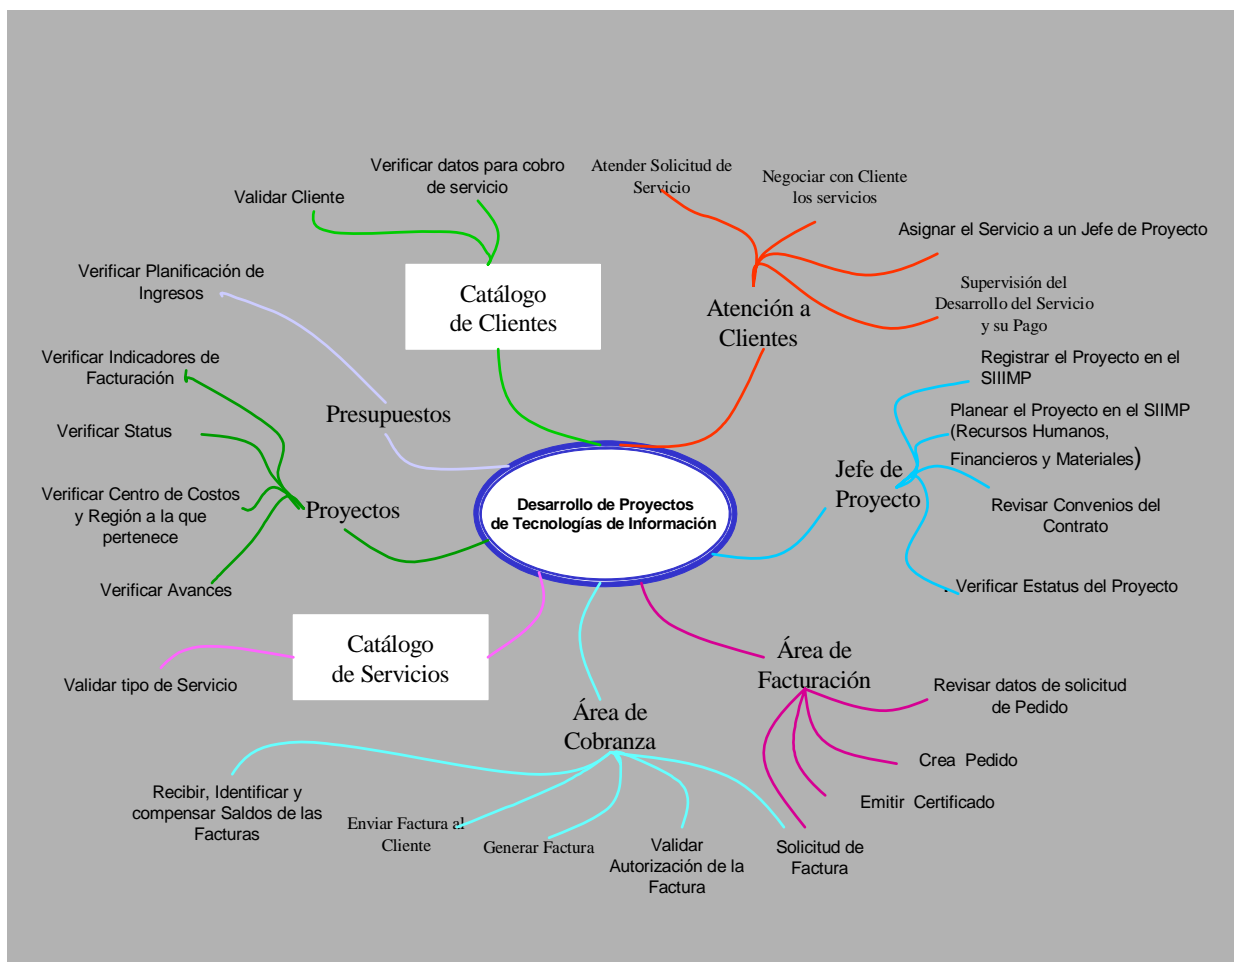 Verificar datos para cobro
de servicio
Validar Cliente
Atender Solicitud de
Servicio
Negociar con Cliente
los servicios
Asignar el Servicio a un Jefe de Proyecto
Supervisión del
Desarrollo del Servicio
y su Pago
Verificar Planificación de
Ingresos
Catálogo
de Clientes
Atención a
Clientes
Verificar Indicadores de
Facturación
Presupuestos
Registrar el Proyecto en el
SIIIMP
Planear el Proyecto en el SIIMP
(Recursos Humanos,
Financieros y Materiales)
Verificar Status
Jefe de
Proyecto
Verificar Centro de Costos
y Región a la que
pertenece
Proyectos
Desarrollo de Proyectos
de Tecnologías de Información
Revisar Convenios del
Contrato
Verificar Avances
. Verificar Estatus del Proyecto
Catálogo
de Servicios
Validar tipo de Servicio
Área de
Facturación
Revisar datos de solicitud
de Pedido
Área de
Cobranza
Crea Pedido
Emitir Certificado
Recibir, Identificar y
compensar Saldos de las
Facturas
Enviar Factura al
Cliente
Generar Factura
Validar
Autorización de la
Factura
Solicitud de
Factura